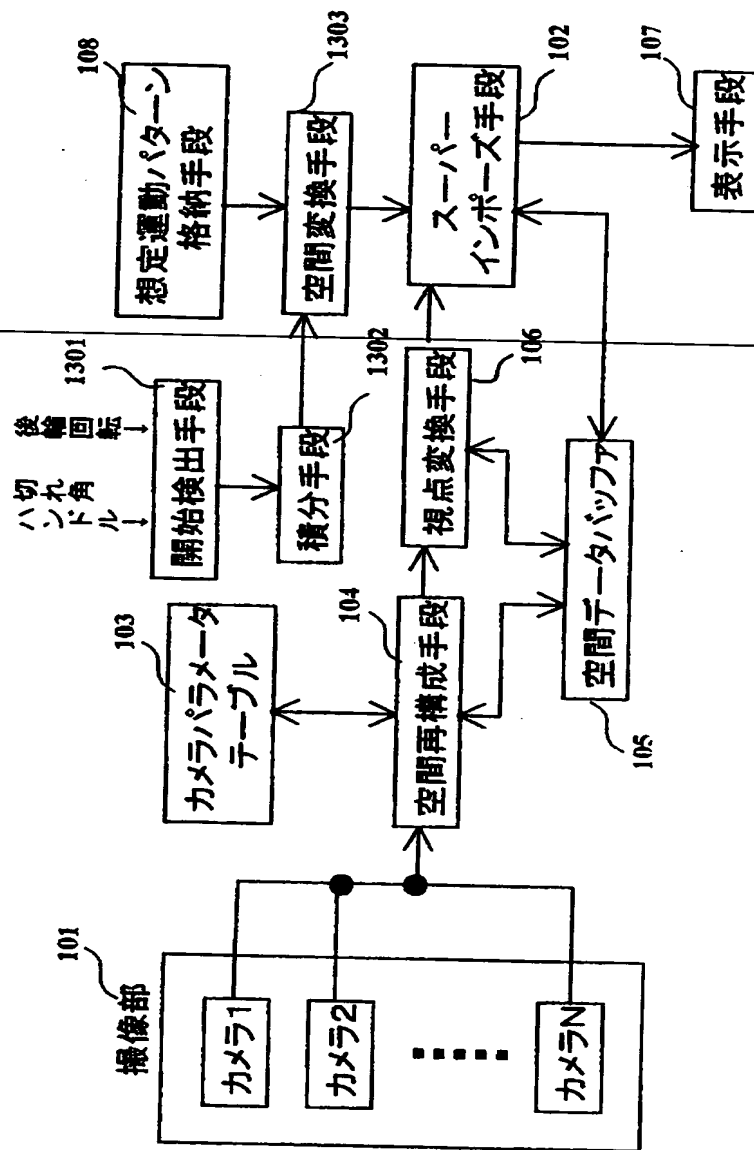 撮像部
101
カメラ1
カメラ2
カメラN
103
カメラパラメータ
テーブル
104
空間再構成手段
105
空間データバッファ
ハンドル
切れ角
後輪
回転
1301
開始検出手段
1302
積分手段
106
視点変換手段
108
想定運動パターン
格納手段
1303
空間変換手段
102
スーパー
インポーズ手段
107
表示手段